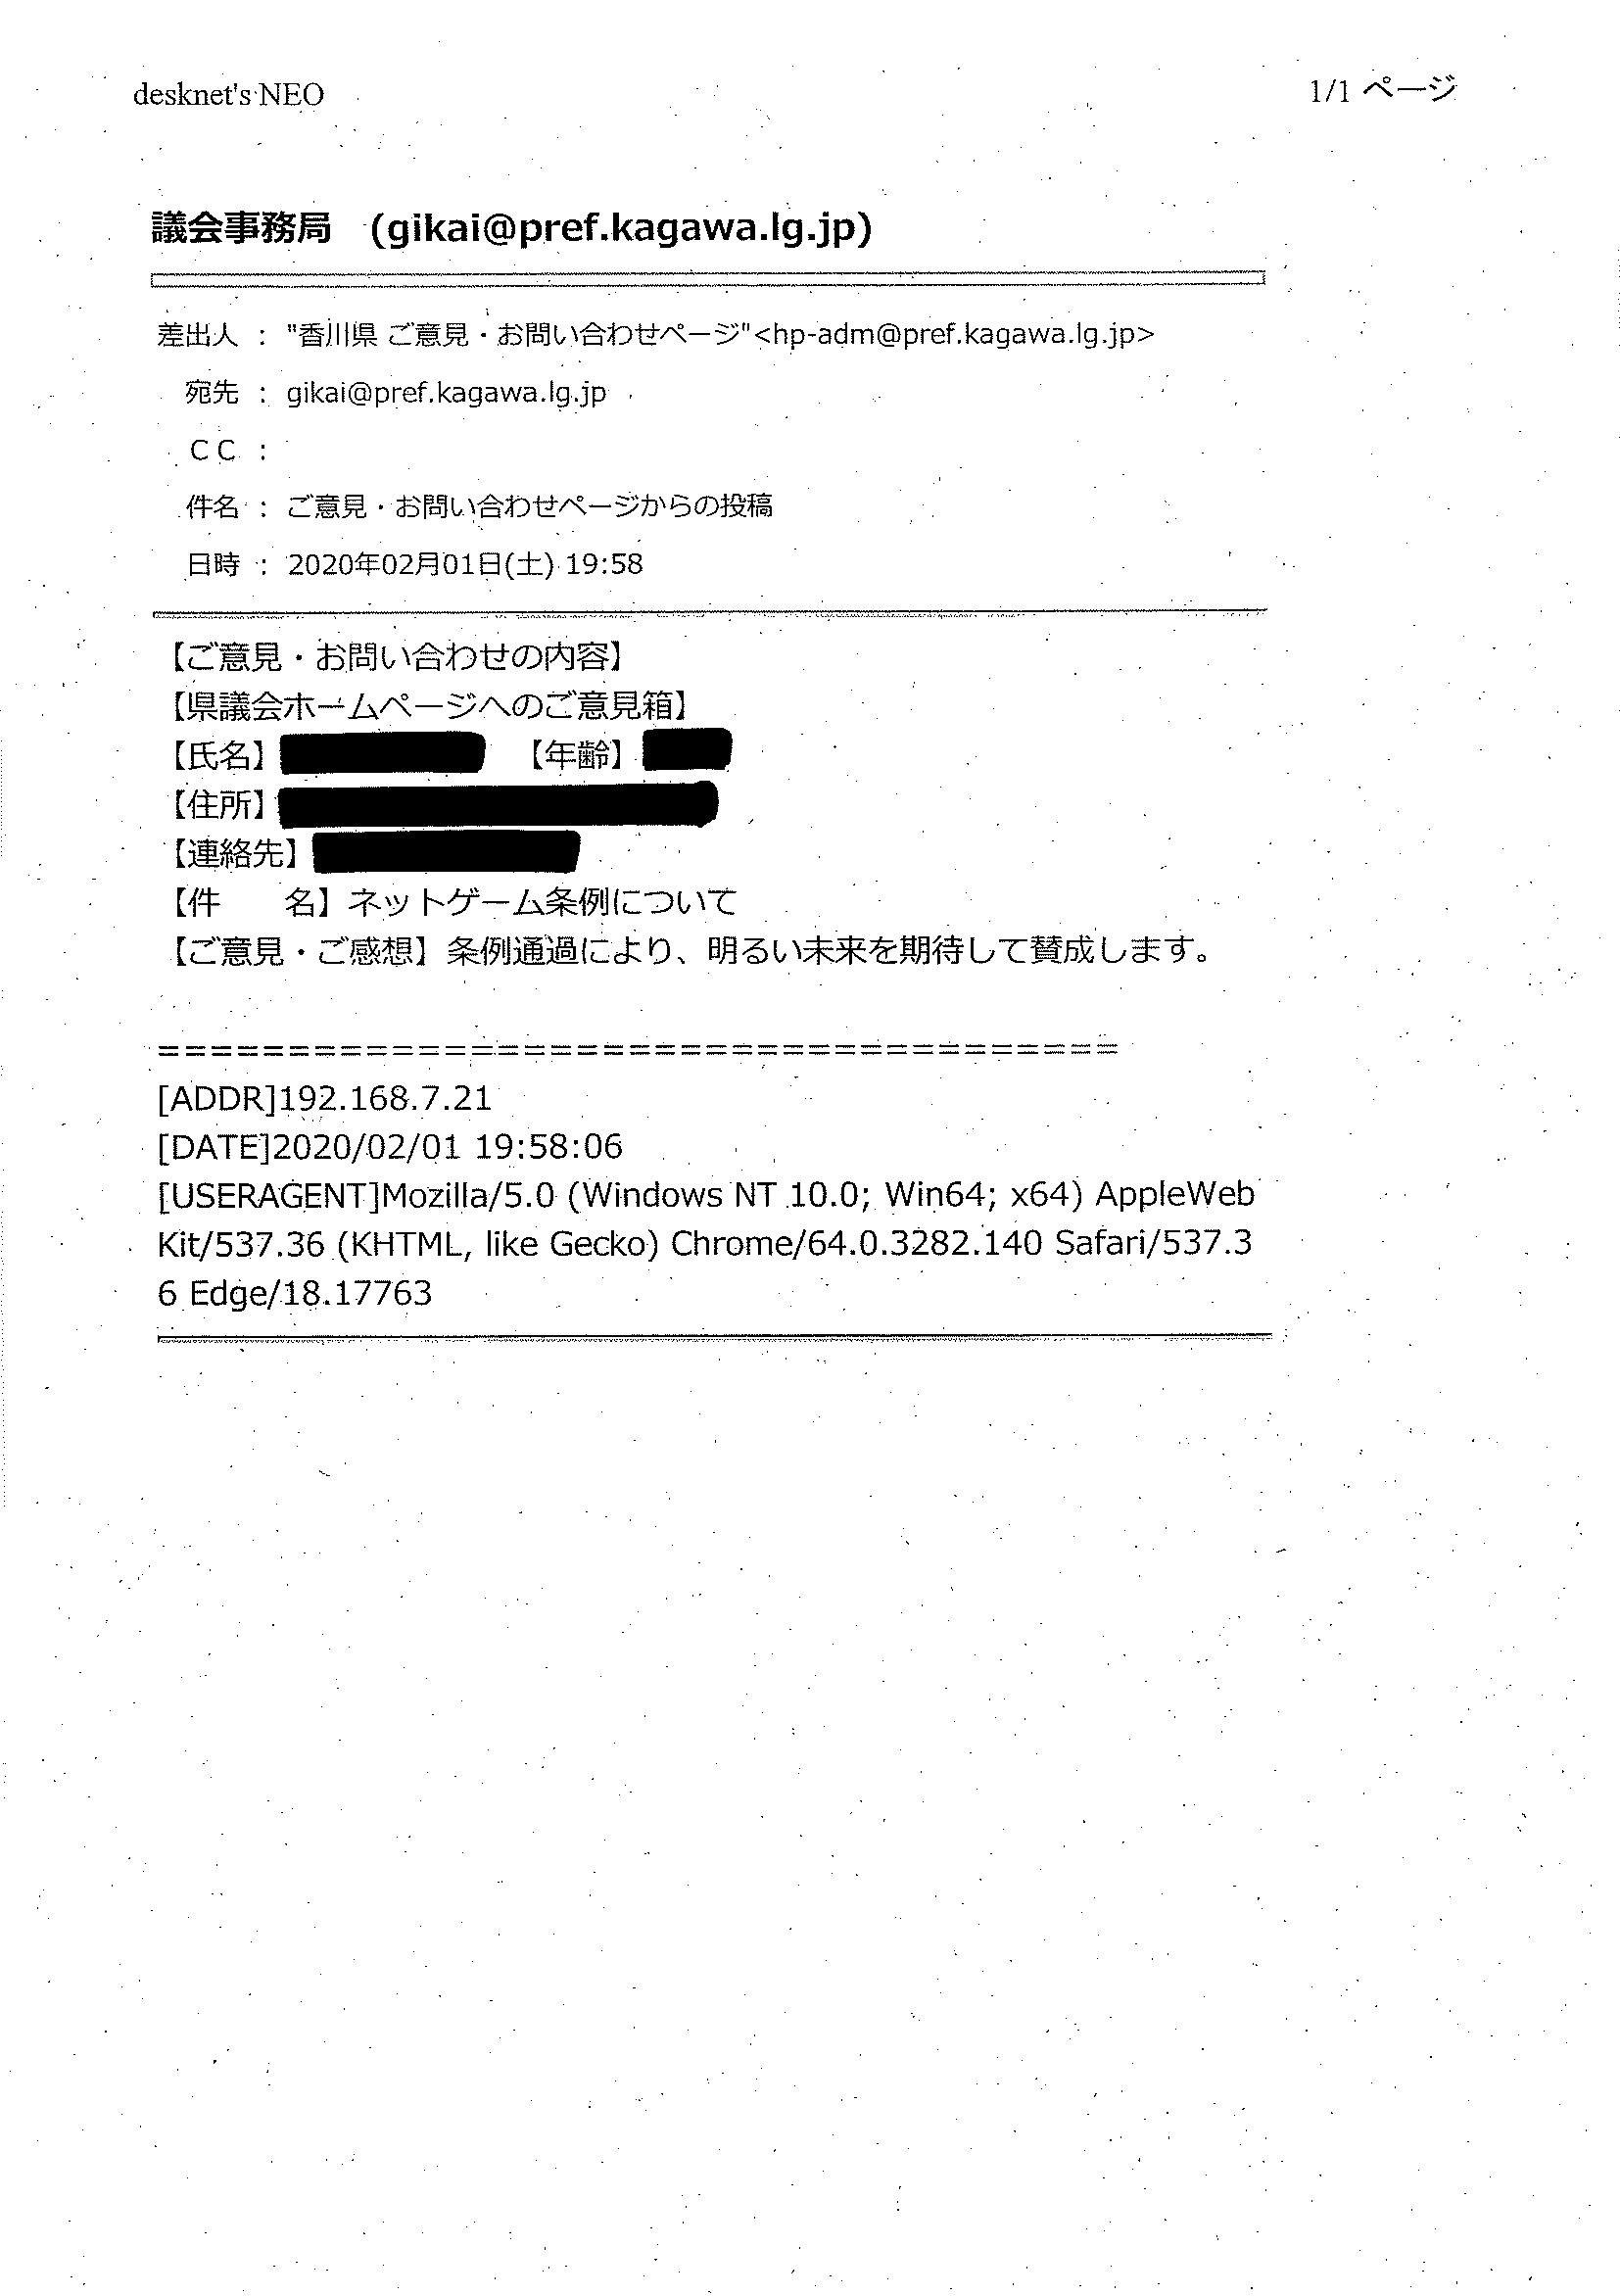 desknet's NEO
1/1 ページ
議会事務局 (gikai@pref.kagawa.lg.jp)
差出人 : "香川県 ご意見・お問い合わせページ"<hp-adm@pref.kagawa.lg.jp>
宛先 : gikai@pref.kagawa.lg.jp
ＣＣ :
件名 : ご意見・お問い合わせページからの投稿
日時 : 2020年02月01日(土) 19:58
【ご意見・お問い合わせの内容】
【県議会ホームページへのご意見箱】
【氏名】 【年齢】
【住所】
【連絡先】
【件　　名】ネットゲーム条例について
【ご意見・ご感想】条例通過により、明るい未来を期待して賛成します。
=====================================
[ADDR]192.168.7.21
[DATE]2020/02/01 19:58:06
[USERAGENT]Mozilla/5.0 (Windows NT 10.0; Win64; x64) AppleWeb
Kit/537.36 (KHTML, like Gecko) Chrome/64.0.3282.140 Safari/537.3
6 Edge/18.17763